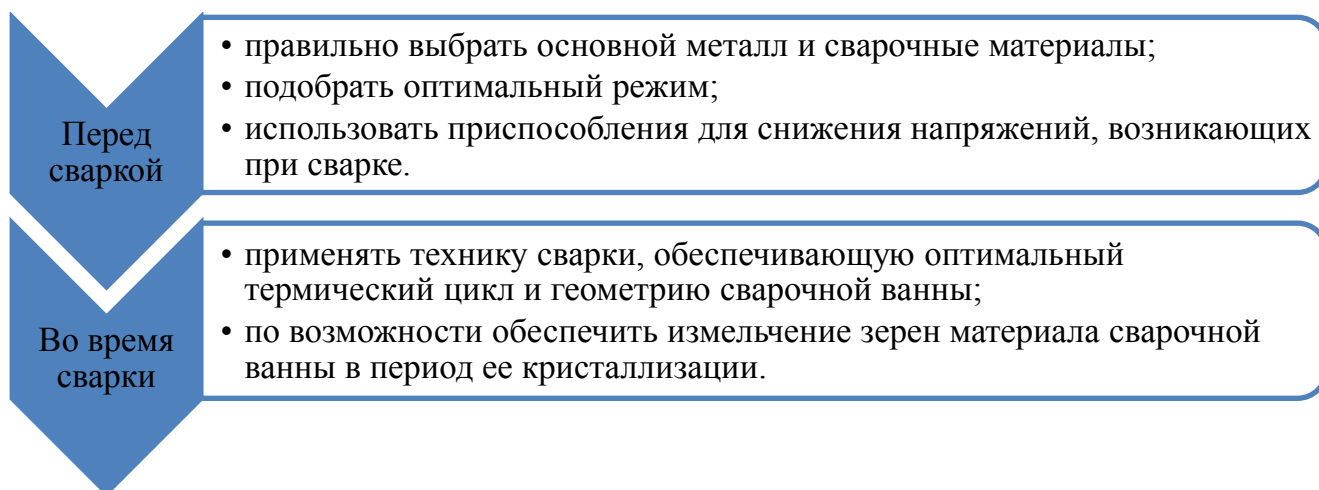 Перед
сваркой
• правильно выбрать основной металл и сварочные материалы;
• подобрать оптимальный режим;
• использовать приспособления для снижения напряжений, возникающих
при сварке.
Во время
сварки
• применять технику сварки, обеспечивающую оптимальный
термический цикл и геометрию сварочной ванны;
• по возможности обеспечить измельчение зерен материала сварочной
ванны в период ее кристаллизации.